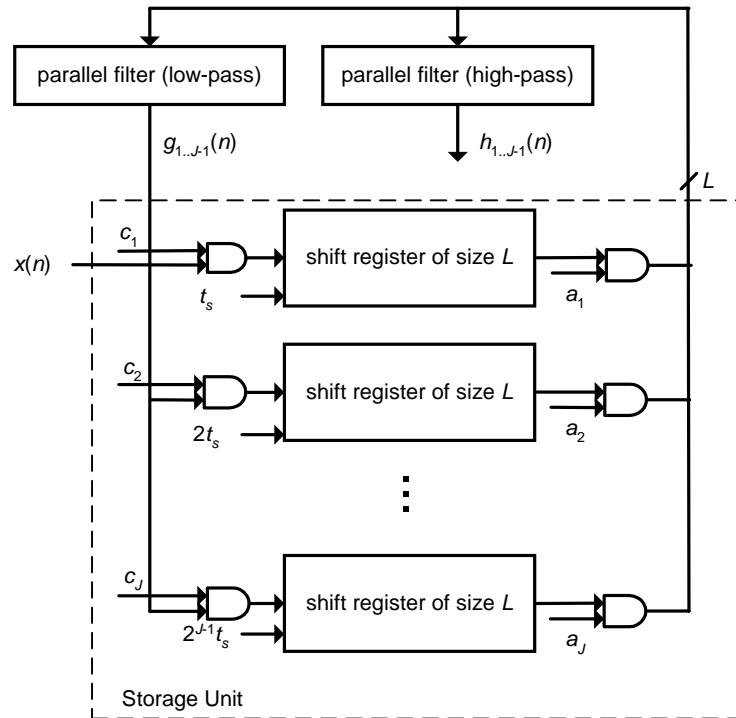 parallel filter (low-pass)
parallel filter (high-pass)
g1..J-1(n)
h1..J-1(n)
L
c1
x(n)
shift register of size L
ts
a1
c2
shift register of size L
2ts
a2
cJ
shift register of size L
2J-1ts
aJ
Storage Unit